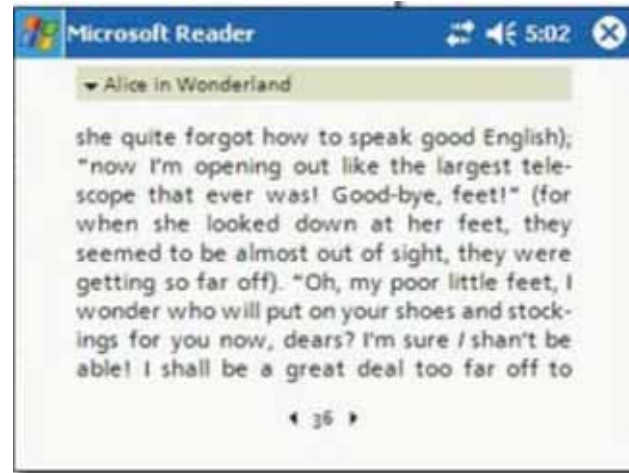 Microsoft Reader 5:02
Alice in Wonderland
she quite forgot how to speak good English);
"now I'm opening out like the largest tele-
scope that ever was! Good-bye, feet!" (for
when she looked down at her feet, they
seemed to be almost out of sight, they were
getting so far off). "Oh, my poor little feet, I
wonder who will put on your shoes and stock-
ings for you now, dears? I'm sure I shan't be
able! I shall be a great deal too far off to
36